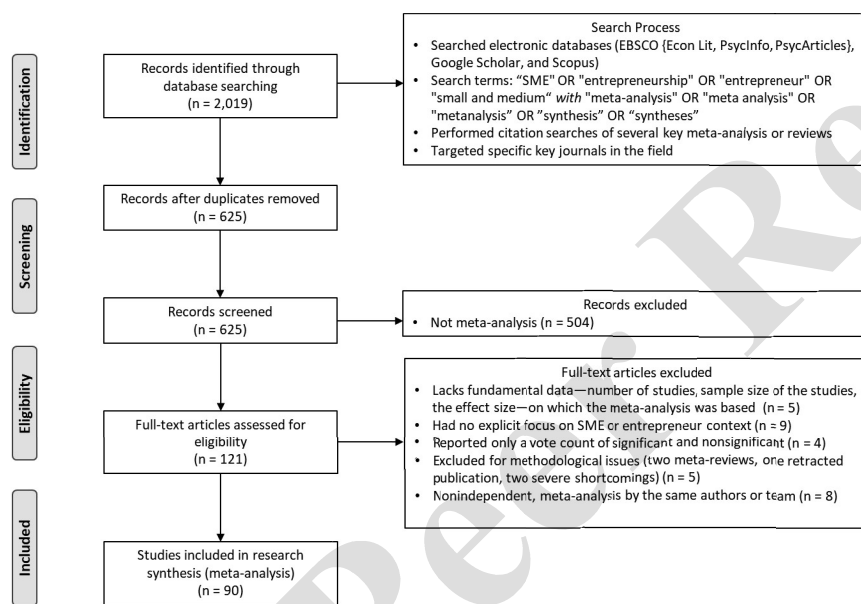 Identification
Records identified through
database searching
(n = 2,019)
Search Process
• Searched electronic databases (EBSCO {Econ Lit, PsycInfo, PsycArticles},
Google Scholar, and Scopus)
• Search terms: “SME" OR "entrepreneurship" OR "entrepreneur" OR
"small and medium“ with "meta-analysis" OR "meta analysis" OR
"metanalysis” OR ”synthesis” OR “syntheses”
• Performed citation searches of several key meta-analysis or reviews
• Targeted specific key journals in the field
Screening
Records after duplicates removed
(n = 625)
Records screened
(n = 625)
Records excluded
• Not meta-analysis (n = 504)
Eligibility
Full-text articles assessed for
eligibility
(n = 121)
Full-text articles excluded
• Lacks fundamental data—number of studies, sample size of the studies,
the effect size—on which the meta-analysis was based (n = 5)
• Had no explicit focus on SME or entrepreneur context (n = 9)
• Reported only a vote count of significant and nonsignificant (n = 4)
• Excluded for methodological issues (two meta-reviews, one retracted
publication, two severe shortcomings) (n = 5)
• Nonindependent, meta-analysis by the same authors or team (n = 8)
Included
Studies included in research
synthesis (meta-analysis)
(n = 90)
Peer Re